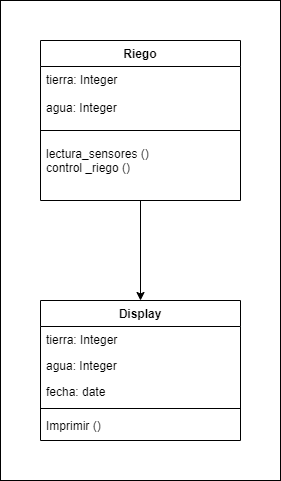 Riego
tierra: Integer
agua: Integer
lectura_sensores ()
control _riego ()
Display
tierra: Integer
agua: Integer
fecha: date
Imprimir ()